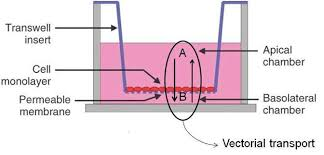 Transwell
insert
Cell
monolayer
Permeable
membrane
A
B
Apical
chamber
Basolateral
chamber
Vectorial transport